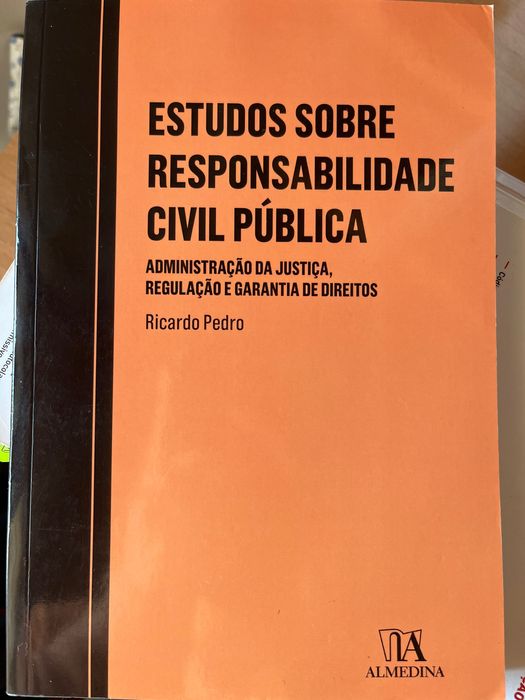 ESTUDOS SOBRE
RESPONSABILIDADE
CIVIL PÚBLICA
ADMINISTRAÇÃO DA JUSTIÇA,
REGULAÇÃO E GARANTIA DE DIREITOS
Ricardo Pedro
ALMEDINA